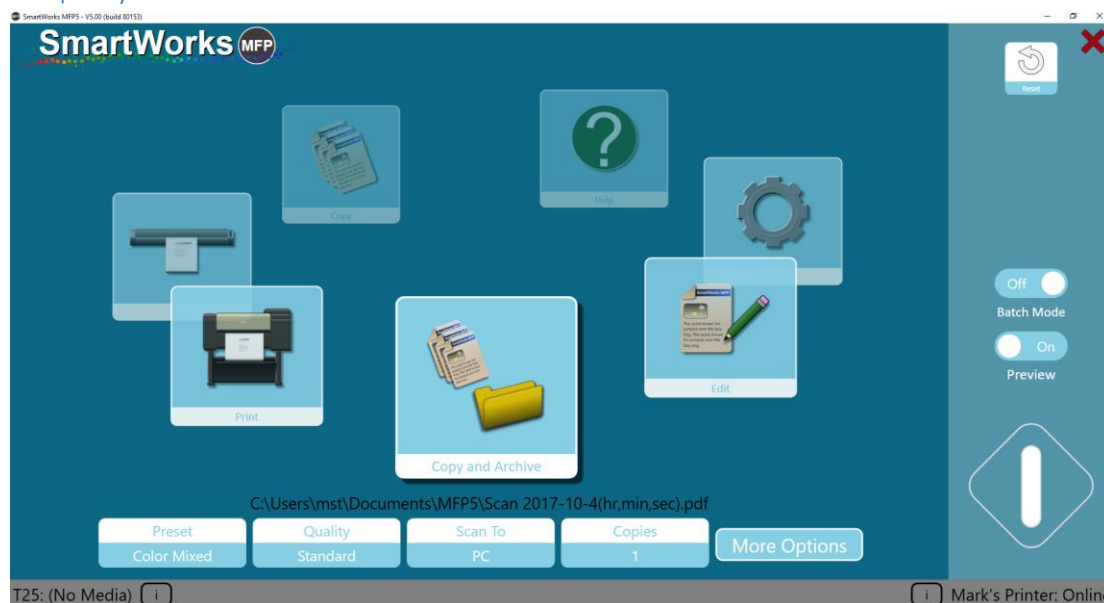 SmartWorks MFP5 - V5.00 (build 80153)
SmartWorks MFP
Reset
Copy
Help
Print
Edit
Copy and Archive
Off
Batch Mode
On
Preview
C:\Users\mst\Documents\MFP5\Scan 2017-10-4(hr,min,sec).pdf
Preset
Quality
Scan To
Copies
Color Mixed
Standard
PC
1
More Options
T25: (No Media) i
i Mark's Printer: Online